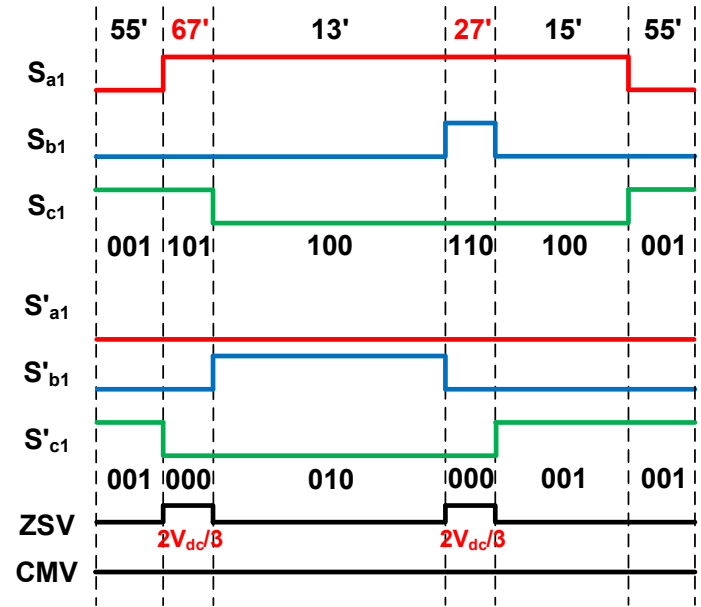 55' 67' 13' 27' 15' 55'
Sa1
Sb1
Sc1
001 101 100 110 100 001
S'a1
S'b1
S'c1
001 000 010 000 001 001
ZSV
2Vdc/3 2Vdc/3
CMV